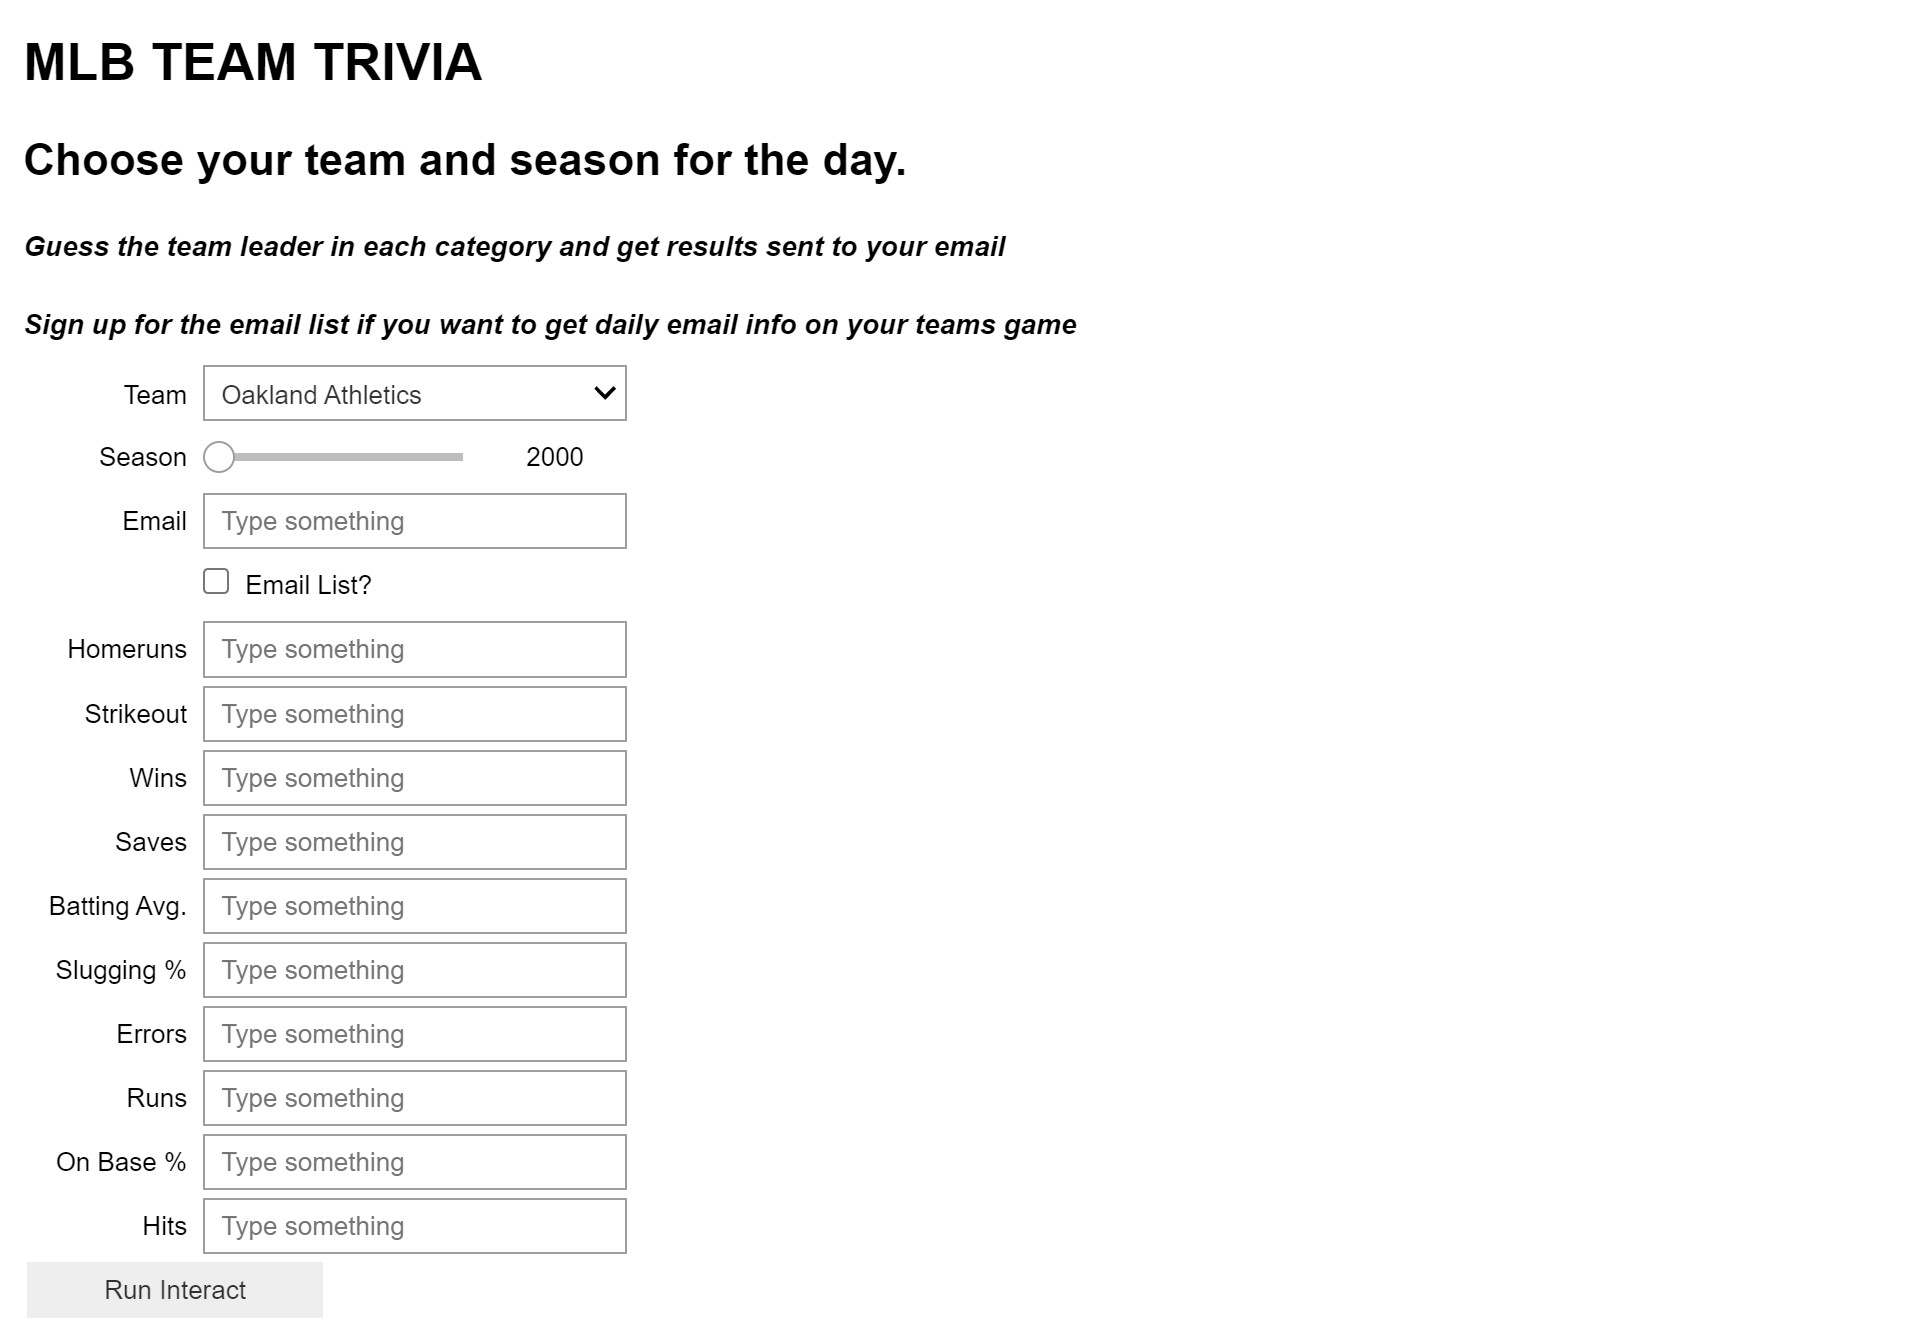 MLB TEAM TRIVIA
Choose your team and season for the day.
Guess the team leader in each category and get results sent to your email
Sign up for the email list if you want to get daily email info on your teams game
Team Oakland Athletics
Season 2000
Email Type something
Email List?
Homeruns Type something
Strikeout Type something
Wins Type something
Saves Type something
Batting Avg. Type something
Slugging % Type something
Errors Type something
Runs Type something
On Base % Type something
Hits Type something
Run Interact